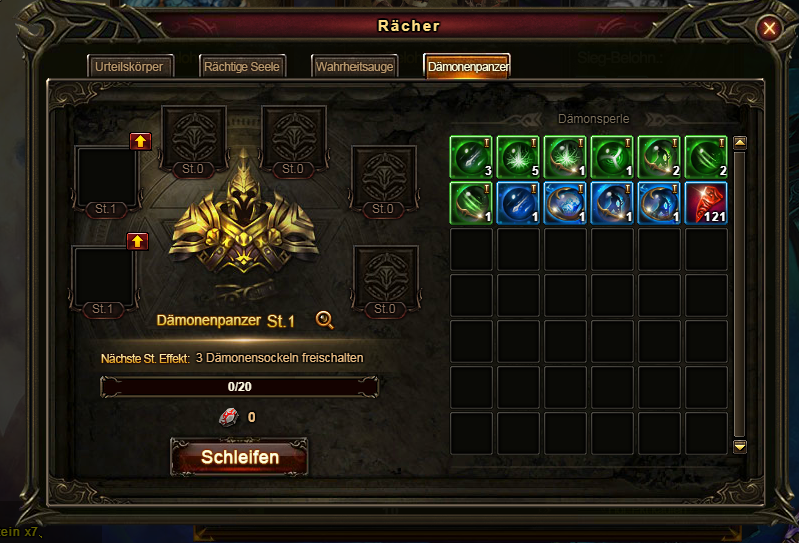 Rächer
Urteilskörper Rächtige Seele Wahrheitsauge Dämonenpanzer
Dämonsperle
St.0 St.0
St.1 St.0
St.1 St.0
3 5 1 1 2 2
1 1 1 1 1 121
Dämonenpanzer St.1
Nächste St. Effekt: 3 Dämonensockeln freischalten
0/20
0
Schleifen
ein x7